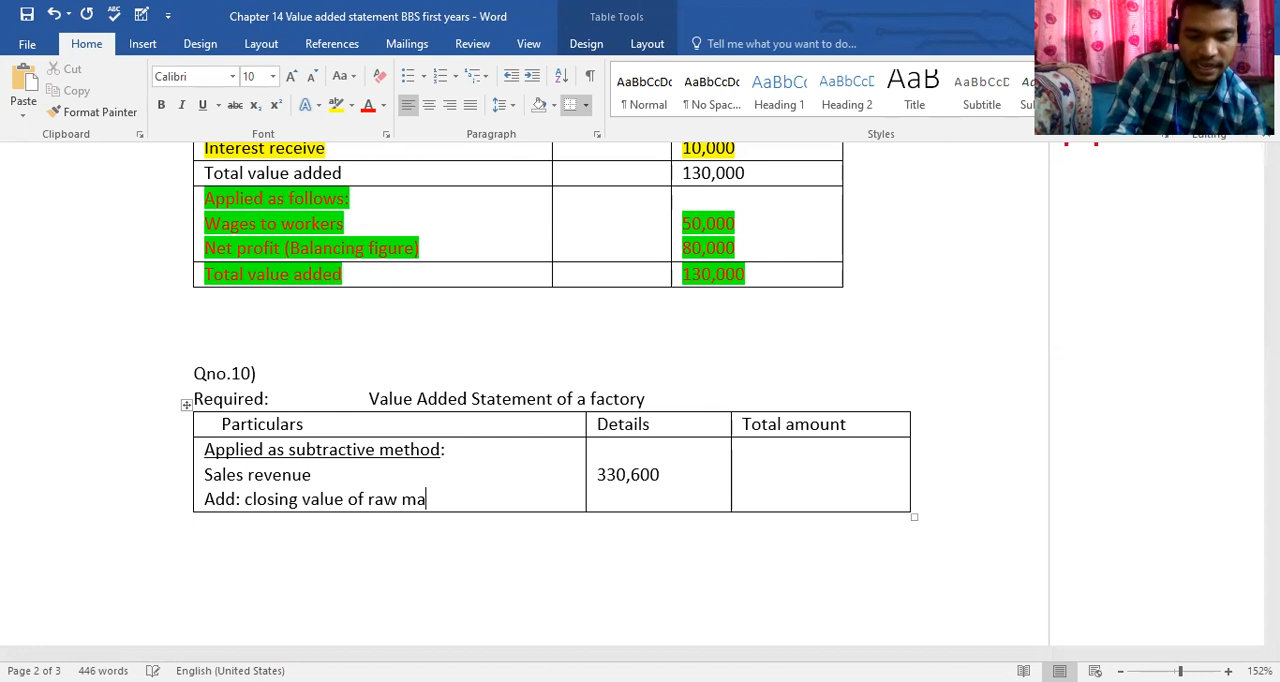 Chapter 14 Value added statement BBS first years - Word
Table Tools
File Home Insert Design Layout References Mailings Review View Design Layout Tell me what you want to do...
Paste
Cut
Copy
Format Painter
Calibri 10
AaBbCcDc AaBbCcDc AaBbCc AaBbCcD AaB AaBbCcD
¶ Normal ¶ No Spac... Heading 1 Heading 2 Title Subtitle
Clipboard Font Paragraph Styles Editing
Interest receive 10,000
Total value added 130,000
Applied as follows:
Wages to workers 50,000
Net profit (Balancing figure) 80,000
Total value added 130,000
Qno.10)
Required: Value Added Statement of a factory
Particulars Details Total amount
Applied as subtractive method:
Sales revenue 330,600
Add: closing value of raw ma
Page 2 of 3 446 words English (United States) 152%